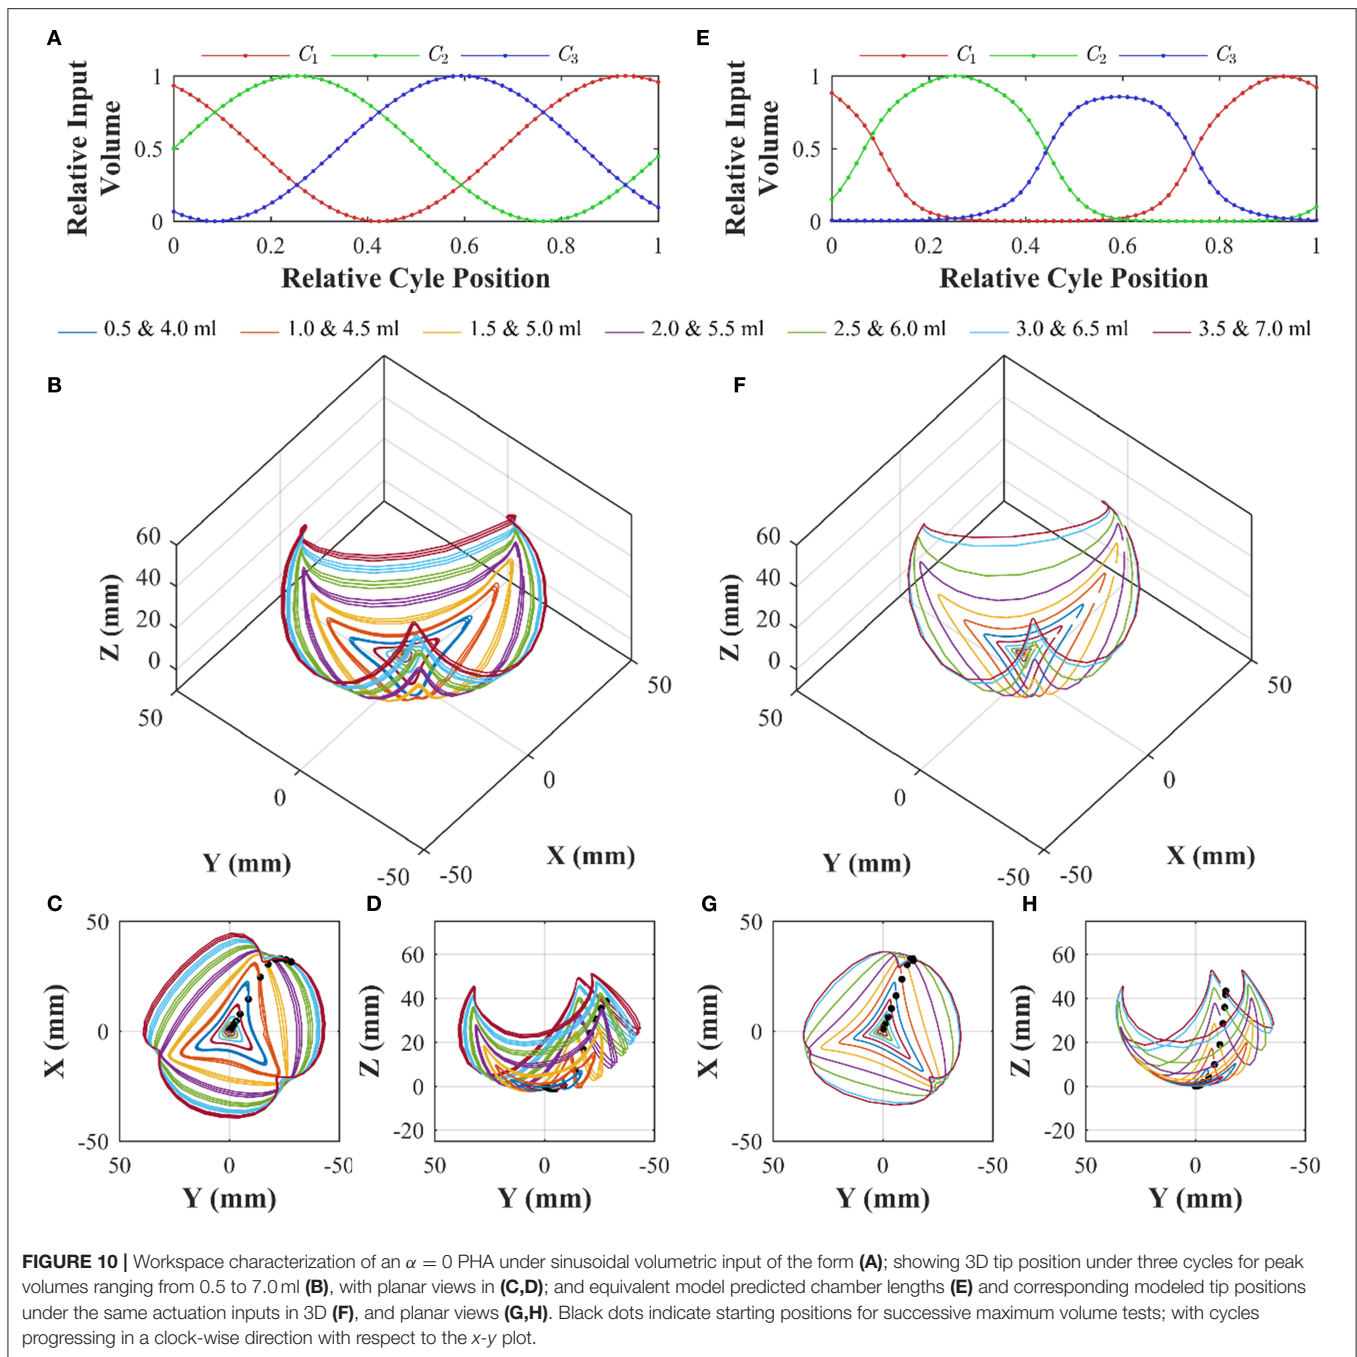 A
E
C1 C2 C3
C1 C2 C3
Relative Input
Volume
1
0.5
0
0 0.2 0.4 0.6 0.8 1
Relative Cyle Position
Relative Input
Volume
1
0.5
0
0 0.2 0.4 0.6 0.8 1
Relative Cyle Position
0.5 & 4.0 ml 1.0 & 4.5 ml 1.5 & 5.0 ml 2.0 & 5.5 ml 2.5 & 6.0 ml 3.0 & 6.5 ml 3.5 & 7.0 ml
B
Z (mm)
60
40
20
0
50
0
-50
Y (mm)
-50
0
50
X (mm)
F
Z (mm)
60
40
20
0
50
0
-50
Y (mm)
-50
0
50
X (mm)
C
X (mm)
50
0
-50
50 0 -50
Y (mm)
D
Z (mm)
60
40
20
0
-20
50 0 -50
Y (mm)
G
X (mm)
50
0
-50
50 0 -50
Y (mm)
H
Z (mm)
60
40
20
0
-20
50 0 -50
Y (mm)
FIGURE 10 | Workspace characterization of an α = 0 PHA under sinusoidal volumetric input of the form (A); showing 3D tip position under three cycles for peak
volumes ranging from 0.5 to 7.0 ml (B), with planar views in (C,D); and equivalent model predicted chamber lengths (E) and corresponding modeled tip positions
under the same actuation inputs in 3D (F), and planar views (G,H). Black dots indicate starting positions for successive maximum volume tests; with cycles
progressing in a clock-wise direction with respect to the x-y plot.